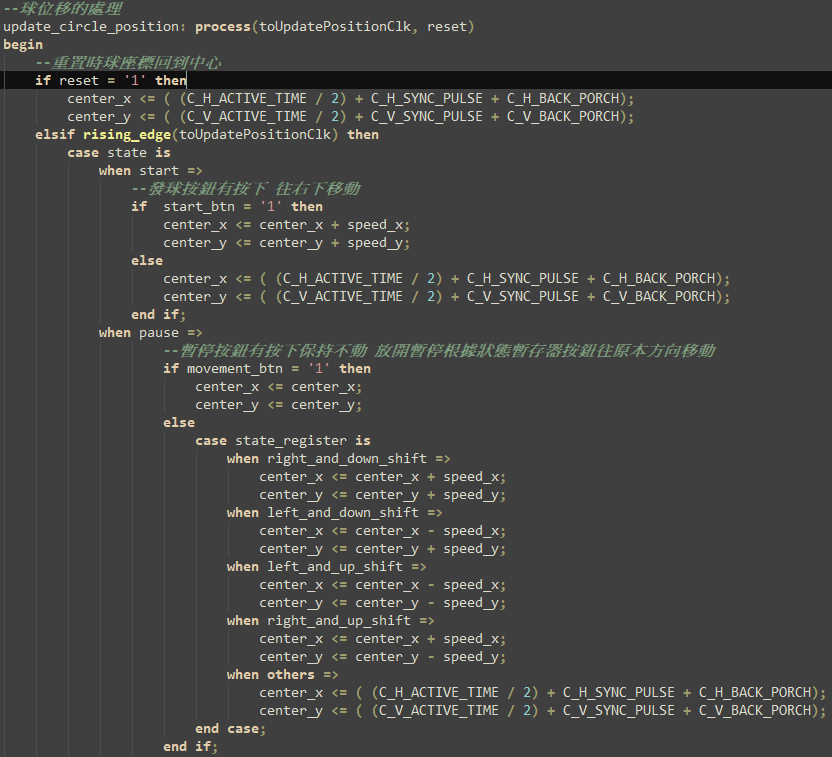 --球位移的處理
update_circle_position: process(toUpdatePositionClk, reset)
begin
    --重置時球座標回到中心
    if reset = '1' then
        center_x <= ( (C_H_ACTIVE_TIME / 2) + C_H_SYNC_PULSE + C_H_BACK_PORCH);
        center_y <= ( (C_V_ACTIVE_TIME / 2) + C_V_SYNC_PULSE + C_V_BACK_PORCH);
    elsif rising_edge(toUpdatePositionClk) then
        case state is
            when start =>
                --發球按鈕有按下 往右下移動
                if  start_btn = '1' then
                    center_x <= center_x + speed_x;
                    center_y <= center_y + speed_y;
                else
                    center_x <= ( (C_H_ACTIVE_TIME / 2) + C_H_SYNC_PULSE + C_H_BACK_PORCH);
                    center_y <= ( (C_V_ACTIVE_TIME / 2) + C_V_SYNC_PULSE + C_V_BACK_PORCH);
                end if;
            when pause =>
                    --暫停按鈕有按下保持不動 放開暫停根據狀態暫存器按鈕往原本方向移動
                    if movement_btn = '1' then
                        center_x <= center_x;
                        center_y <= center_y;
                    else
                        case state_register is
                            when right_and_down_shift =>
                                center_x <= center_x + speed_x;
                                center_y <= center_y + speed_y;
                            when left_and_down_shift =>
                                center_x <= center_x - speed_x;
                                center_y <= center_y + speed_y;
                            when left_and_up_shift =>
                                center_x <= center_x - speed_x;
                                center_y <= center_y - speed_y;
                            when right_and_up_shift =>
                                center_x <= center_x + speed_x;
                                center_y <= center_y - speed_y;
                            when others =>
                                center_x <= ( (C_H_ACTIVE_TIME / 2) + C_H_SYNC_PULSE + C_H_BACK_PORCH);
                                center_y <= ( (C_V_ACTIVE_TIME / 2) + C_V_SYNC_PULSE + C_V_BACK_PORCH);
                        end case;
                    end if;